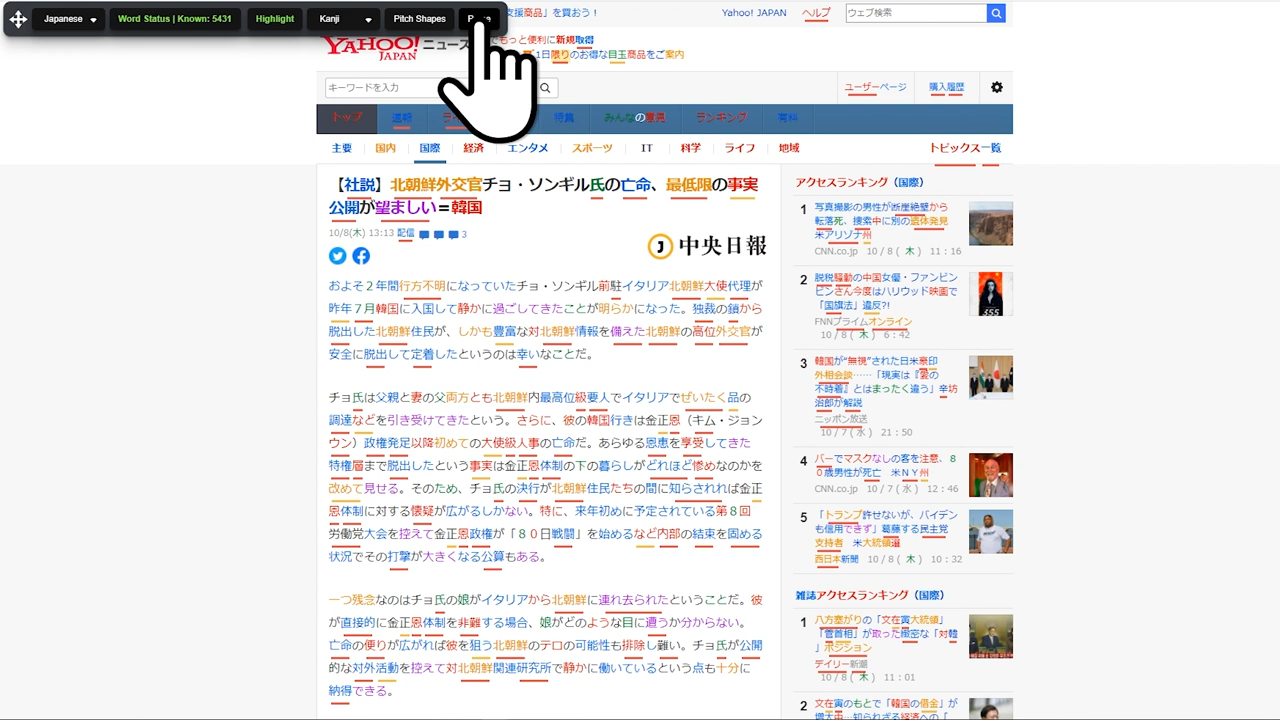 Japanese
Word Status | Known: 5431
Highlight
Kanji
Pitch Shapes
支援商品」を買おう！
Yahoo! JAPAN
ヘルプ
ウェブ検索
YAHOO! ニュース
JAPAN
でもっと便利に新規取得
1日限りのお得な目玉商品をご案内
キーワードを入力
ユーザーページ
購入履歴
トップ
速報
特集
みんなの意見
ランキング
有料
主要
国内
国際
経済
エンタメ
スポーツ
IT
科学
ライフ
地域
トピックス一覧
【社説】北朝鮮外交官チョ・ソンギル氏の亡命、最低限の事実
公開が望ましい＝韓国
10/8(木) 13:13 配信
3
J 中央日報
およそ２年間行方不明になっていたチョ・ソンギル前駐イタリア北朝鮮大使代理が
昨年７月韓国に入国して静かに過ごしてきたことが明らかになった。独裁の鎖から
脱出した北朝鮮住民が、しかも豊富な対北朝鮮情報を備えた北朝鮮の高位外交官が
安全に脱出して定着したというのは幸いなことだ。
チョ氏は父親と妻の父両方とも北朝鮮内最高位級要人でイタリアでぜいたく品の
調達などを引き受けてきたという。さらに、彼の韓国行きは金正恩（キム・ジョン
ウン）政権発足以降初めての大使級人事の亡命だ。あらゆる恩恵を享受してきた
特権層まで脱出したという事実は金正恩体制の下の暮らしがどれほど惨めなのかを
改めて見せる。そのため、チョ氏の決行が北朝鮮住民たちの間に知らされれば金正
恩体制に対する懐疑が広がるしかない。特に、来年初めに予定されている第８回
労働党大会を控えて金正恩政権が「８０日戦闘」を始めるなど内部の結束を固める
状況でその打撃が大きくなる公算もある。
一つ残念なのはチョ氏の娘がイタリアから北朝鮮に連れ去られたということだ。彼
が直接的に金正恩体制を非難する場合、娘がどのような目に遭うか分からない。
亡命の便りが広がれば彼を狙う北朝鮮のテロの可能性も排除し難い。チョ氏が公開
的な対外活動を控えて対北朝鮮関連研究所で静かに働いているという点も十分に
納得できる。
アクセスランキング（国際）
1
写真撮影の男性が断崖絶壁から
転落死、捜索中に別の遺体発見
米アリゾナ州
CNN.co.jp 10 / 8 ( 木 ) 11 : 16
2
脱税騒動の中国女優・ファンビン
ビンさん今度はハリウッド映画で
「国旗法」違反?!
FNNプライムオンライン
10 / 8 ( 木 ) 6 : 42
3
韓国が“無視”された日米豪印
外相会談……「現実は『愛の
不時着』とはまったく違う」辛坊
治郎が解説
ニッポン放送
10 / 7 ( 水 ) 21 : 50
4
バーでマスクなしの客を注意、８
０歳男性が死亡 米ＮＹ州
CNN.co.jp 10 / 7 ( 水 ) 12 : 46
5
「トランプ許せないが、バイデン
も信用できず」葛藤する民主党
支持者 米大統領選
西日本新聞 10 / 8 ( 木 ) 10 : 32
雑誌アクセスランキング（国際）
1
八方塞がりの「文在寅大統領」
「菅首相」が取った緻密な「対韓
」ポジション
デイリー新潮
10 / 8 ( 木 ) 11 : 01
2
文在寅のもとで「韓国の借金」が